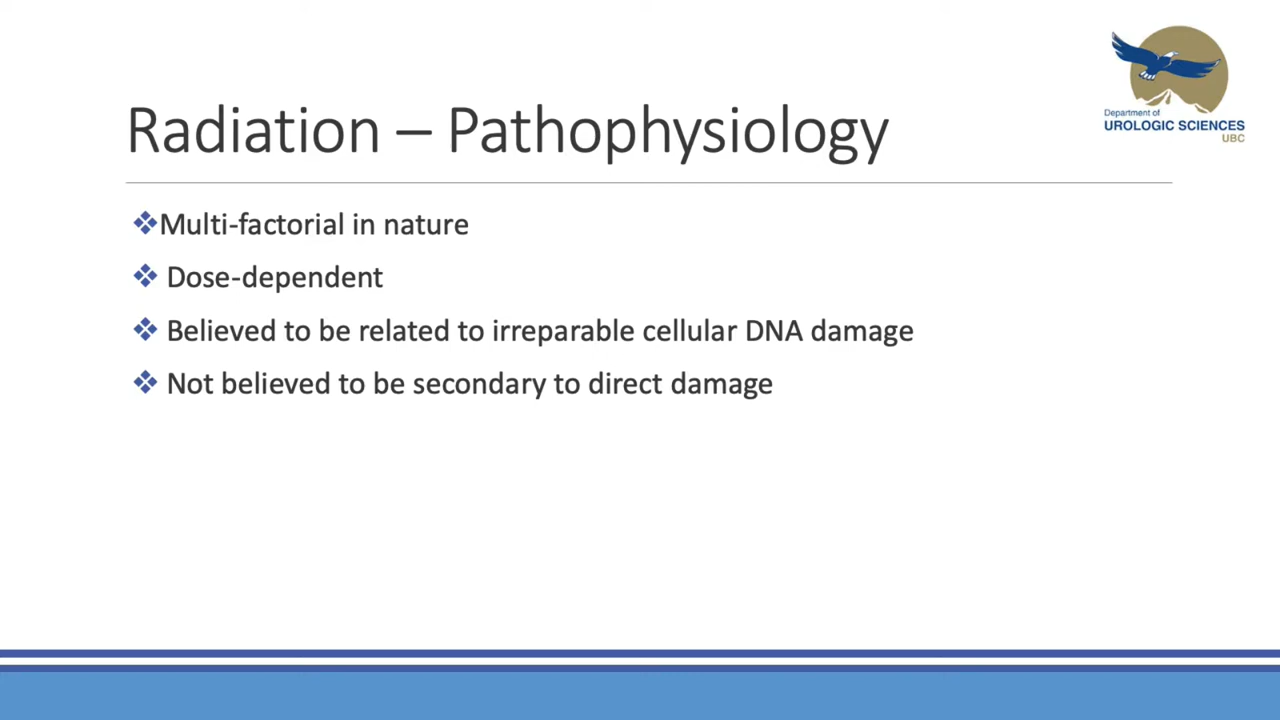 Department of
UROLOGIC SCIENCES
UBC
Radiation – Pathophysiology
❖Multi-factorial in nature
❖ Dose-dependent
❖ Believed to be related to irreparable cellular DNA damage
❖ Not believed to be secondary to direct damage